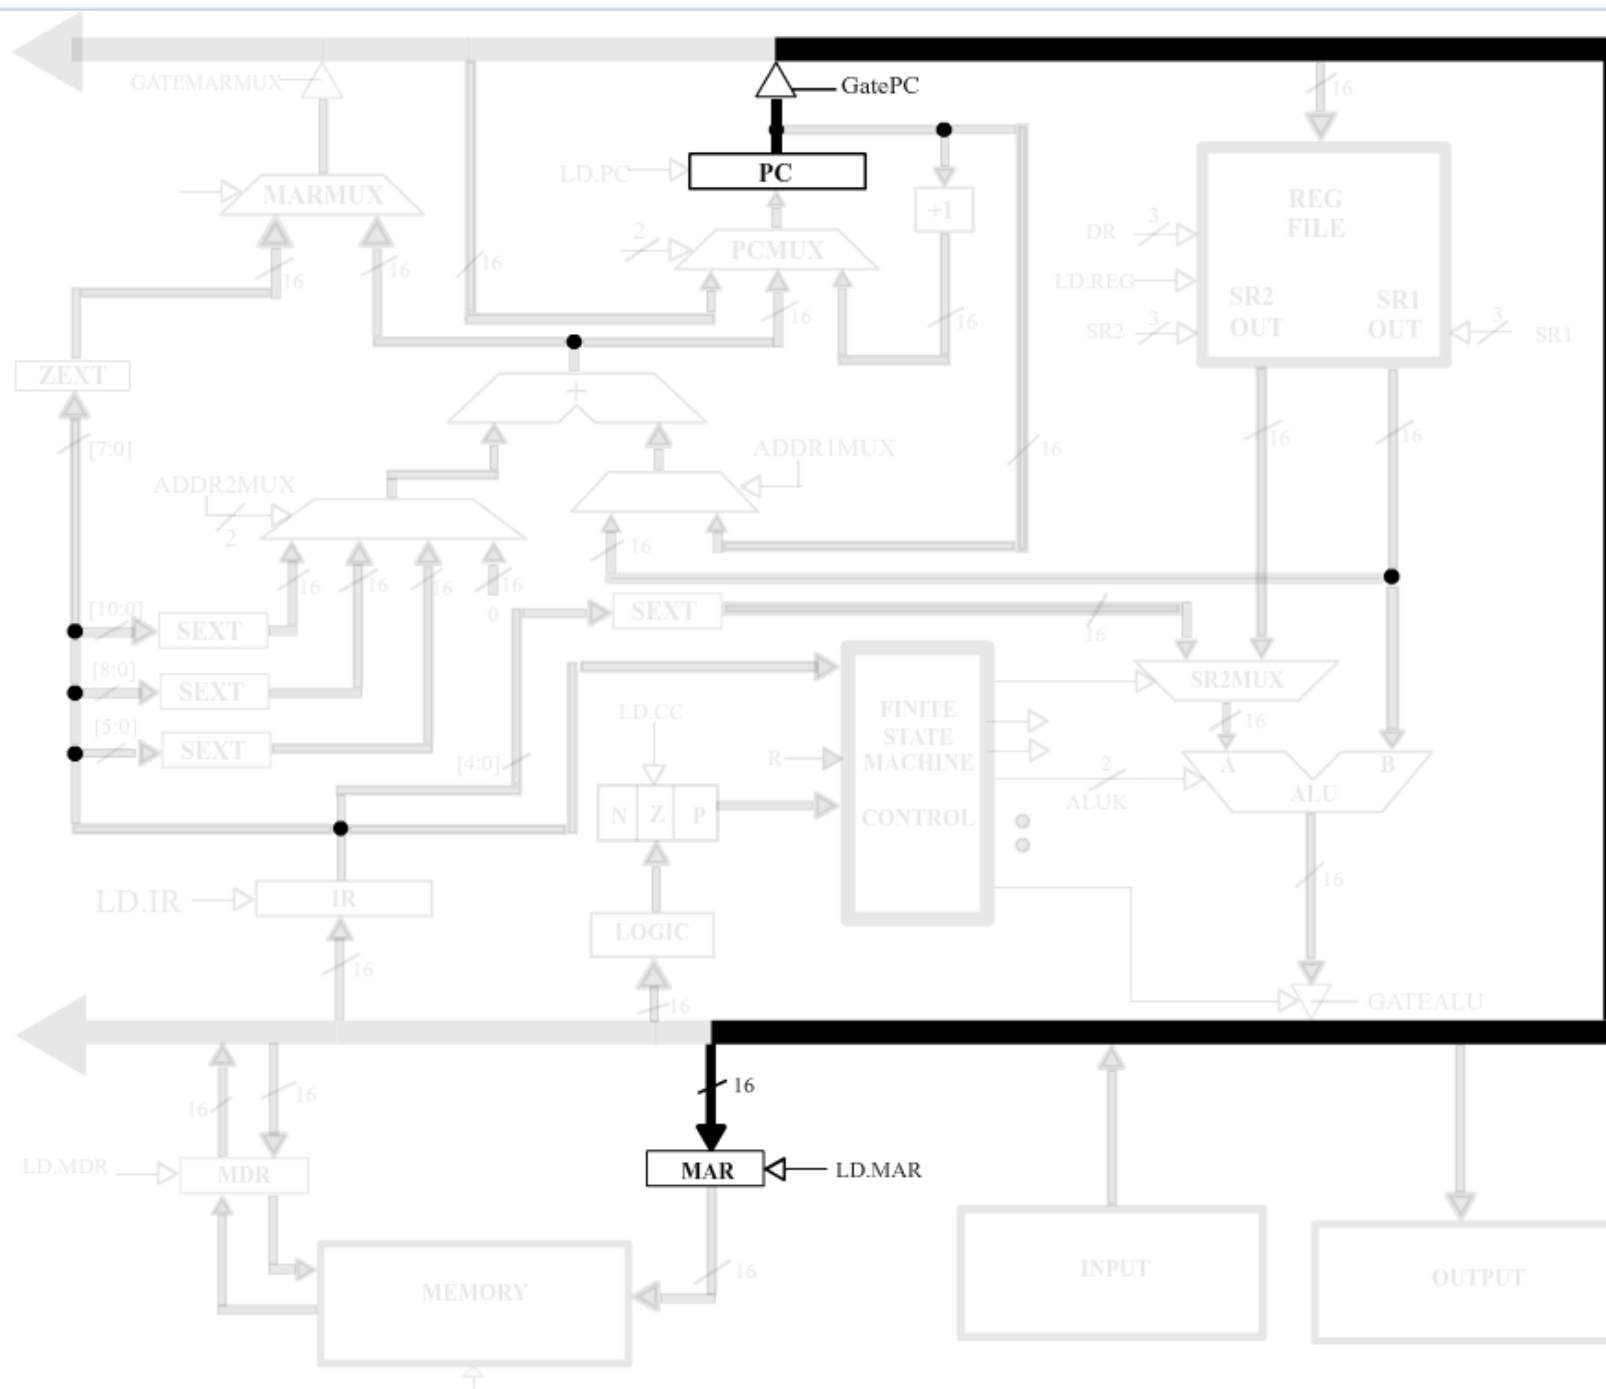 GATEMARMUX
GatePC
16
LD.PC
PC
MARMUX
REG
FILE
+1
DR
3
2
PCMUX
16
16
16
LD.REG
16
SR2
OUT
SR1
OUT
16
16
SR2
3
3
SR1
ZEXT
+
[7:0]
ADDR1MUX
16
16
16
ADDR2MUX
2
16
16
16
16
16
0
[10:0]
SEXT
SEXT
16
[8:0]
SEXT
SR2MUX
LD.CC
FINITE
STATE
MACHINE
CONTROL
16
[5:0]
SEXT
[4:0]
R
2
ALUK
A
B
ALU
N
Z
P
LD.IR
IR
16
LOGIC
16
16
GATEALU
16
16
16
LD.MDR
MDR
MAR
LD.MAR
16
MEMORY
INPUT
OUTPUT